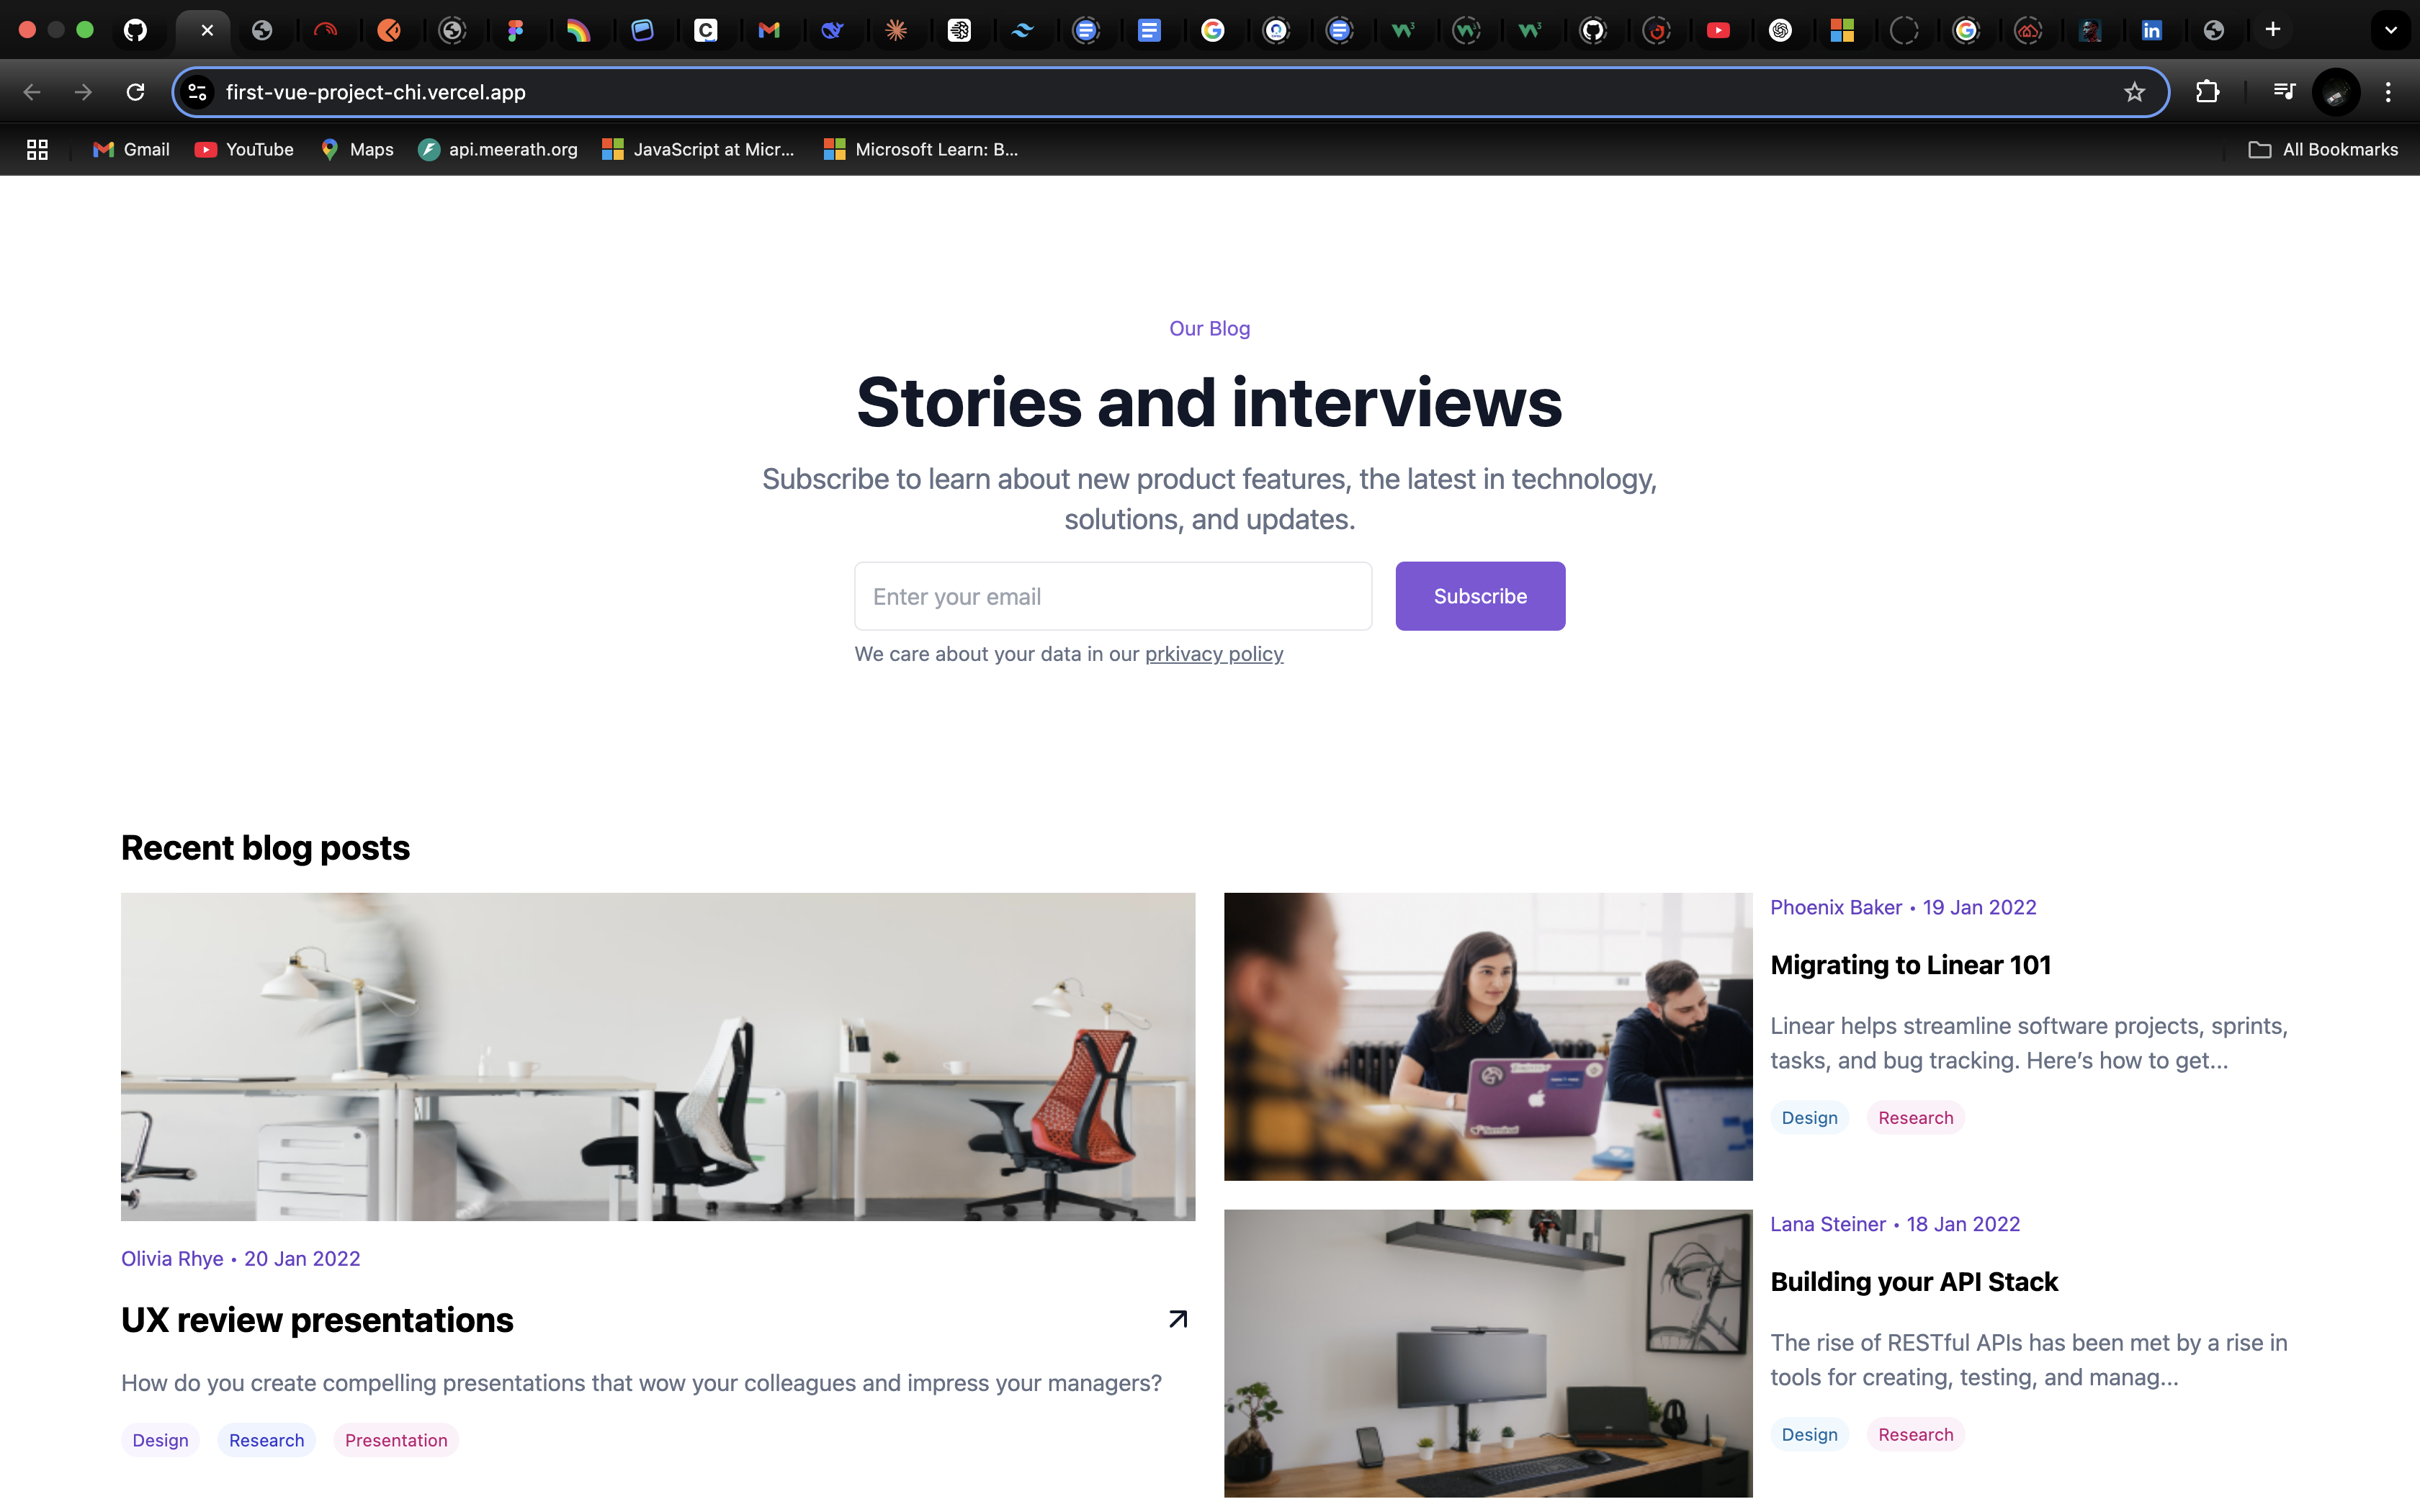 first-vue-project-chi.vercel.app
Gmail
YouTube
Maps
api.meerath.org
JavaScript at Micr...
Microsoft Learn: B...
All Bookmarks
Our Blog
Stories and interviews
Subscribe to learn about new product features, the latest in technology,
solutions, and updates.
Enter your email
Subscribe
We care about your data in our prkivacy policy
Recent blog posts
Olivia Rhye • 20 Jan 2022
UX review presentations
How do you create compelling presentations that wow your colleagues and impress your managers?
Design
Research
Presentation
Phoenix Baker • 19 Jan 2022
Migrating to Linear 101
Linear helps streamline software projects, sprints,
tasks, and bug tracking. Here’s how to get...
Design
Research
Lana Steiner • 18 Jan 2022
Building your API Stack
The rise of RESTful APIs has been met by a rise in
tools for creating, testing, and manag...
Design
Research